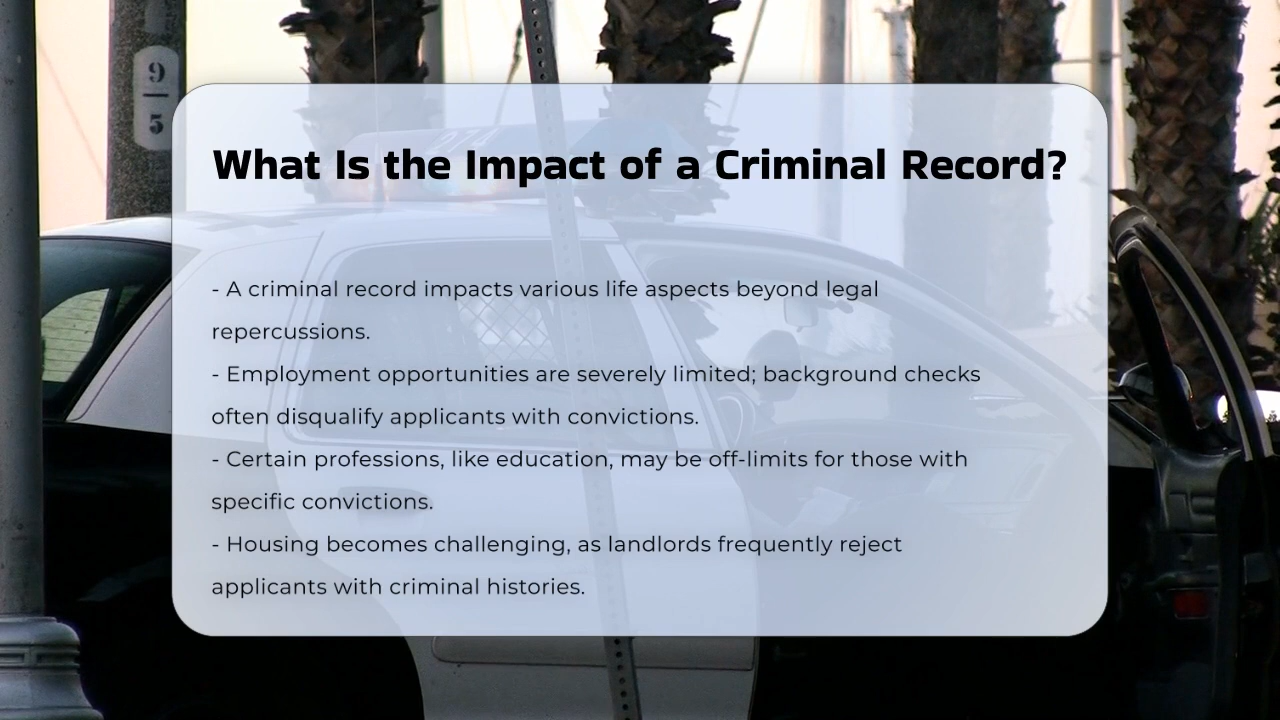 9
5
What Is the Impact of a Criminal Record?
- A criminal record impacts various life aspects beyond legal
repercussions.
- Employment opportunities are severely limited; background checks
often disqualify applicants with convictions.
- Certain professions, like education, may be off-limits for those with
specific convictions.
- Housing becomes challenging, as landlords frequently reject
applicants with criminal histories.